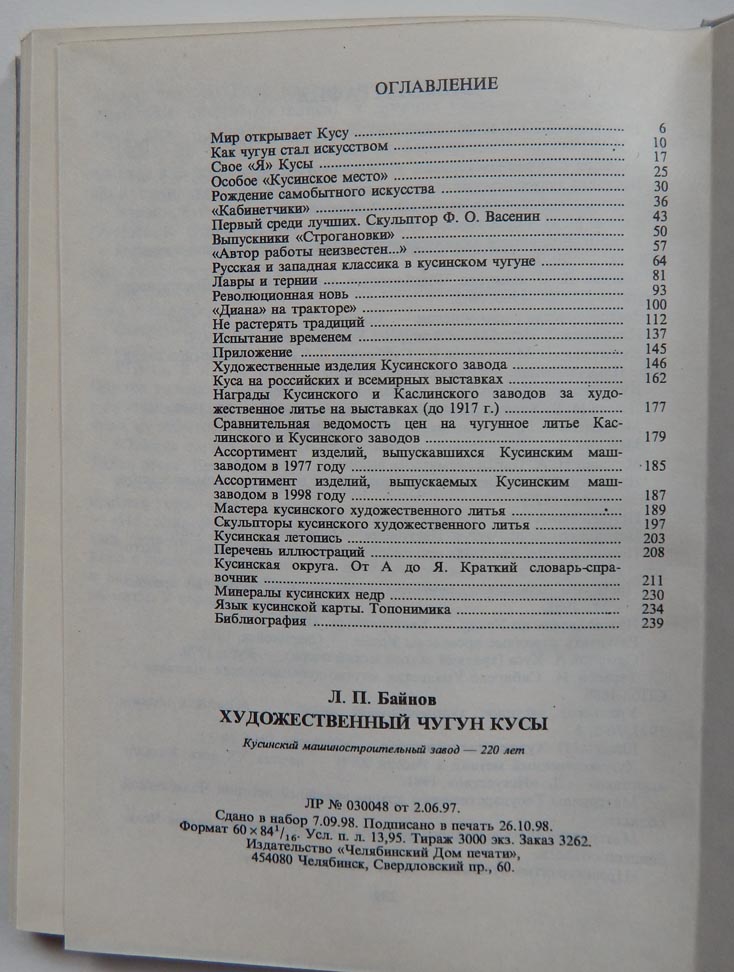 ОГЛАВЛЕНИЕ
Мир открывает Кусу 6
Как чугун стал искусством 10
Свое «Я» Кусы 17
Особое «Кусинское место» 25
Рождение самобытного искусства 30
«Кабинетчики» 36
Первый среди лучших. Скульптор Ф. О. Васенин 43
Выпускники «Строгановки» 50
«Автор работы неизвестен...» 57
Русская и западная классика в кусинском чугуне 64
Лавры и тернии 81
Революционная новь 93
«Диана» на тракторе» 100
Не растерять традиций 112
Испытание временем 137
Приложение 145
Художественные изделия Кусинского завода 146
Куса на российских и всемирных выставках 162
Награды Кусинского и Каслинского заводов за худо-
жественное литье на выставках (до 1917 г.) 177
Сравнительная ведомость цен на чугунное литье Кас-
линского и Кусинского заводов 179
Ассортимент изделий, выпускавшихся Кусинским маш-
заводом в 1977 году 185
Ассортимент изделий, выпускаемых Кусинским маш-
заводом в 1998 году 187
Мастера кусинского художественного литья 189
Скульпторы кусинского художественного литья 197
Кусинская летопись 203
Перечень иллюстраций 208
Кусинская округа. От А до Я. Краткий словарь-спра-
вочник 211
Минералы кусинских недр 230
Язык кусинской карты. Топонимика 234
Библиография 239
Л. П. Байнов
ХУДОЖЕСТВЕННЫЙ ЧУГУН КУСЫ
Кусинский машиностроительный завод — 220 лет
ЛР № 030048 от 2.06.97.
Сдано в набор 7.09.98. Подписано в печать 26.10.98.
Формат 60×84¹/₁₆. Усл. п. л. 13,95. Тираж 3000 экз. Заказ 3262.
Издательство «Челябинский Дом печати»,
454080 Челябинск, Свердловский пр., 60.